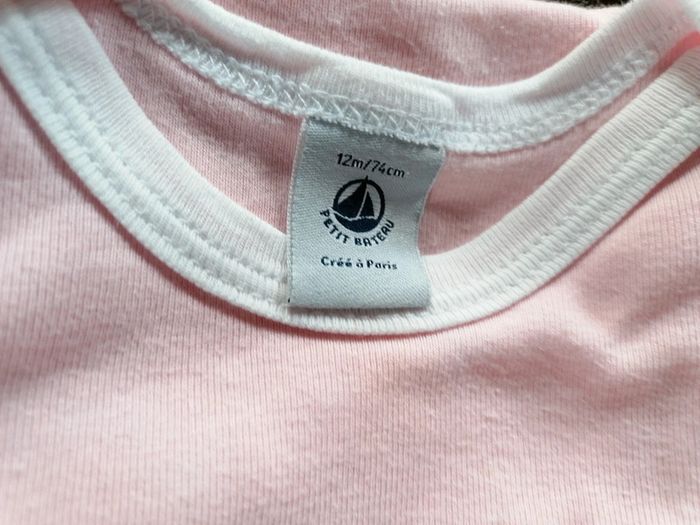 12m/74cm
PETIT BATEAU
Créé à Paris